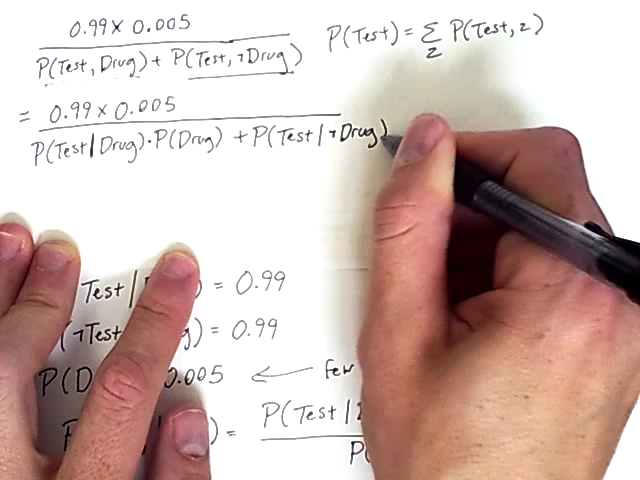 0.99 × 0.005
P(Test, Drug) + P(Test, ¬Drug)
P(Test) = Σ P(Test, z)
z
= 0.99 × 0.005
P(Test | Drug) · P(Drug) + P(Test | ¬Drug)
Test | ) = 0.99
(¬Test g) = 0.99
P(D 0.005 ← few
) = P(Test |
P(